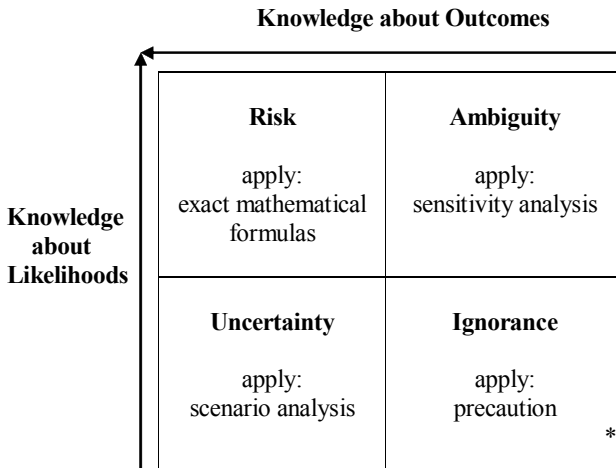 Knowledge about Outcomes
Risk
apply:
exact mathematical
formulas
Ambiguity
apply:
sensitivity analysis
Knowledge
about
Likelihoods
Uncertainty
apply:
scenario analysis
Ignorance
apply:
precaution
*